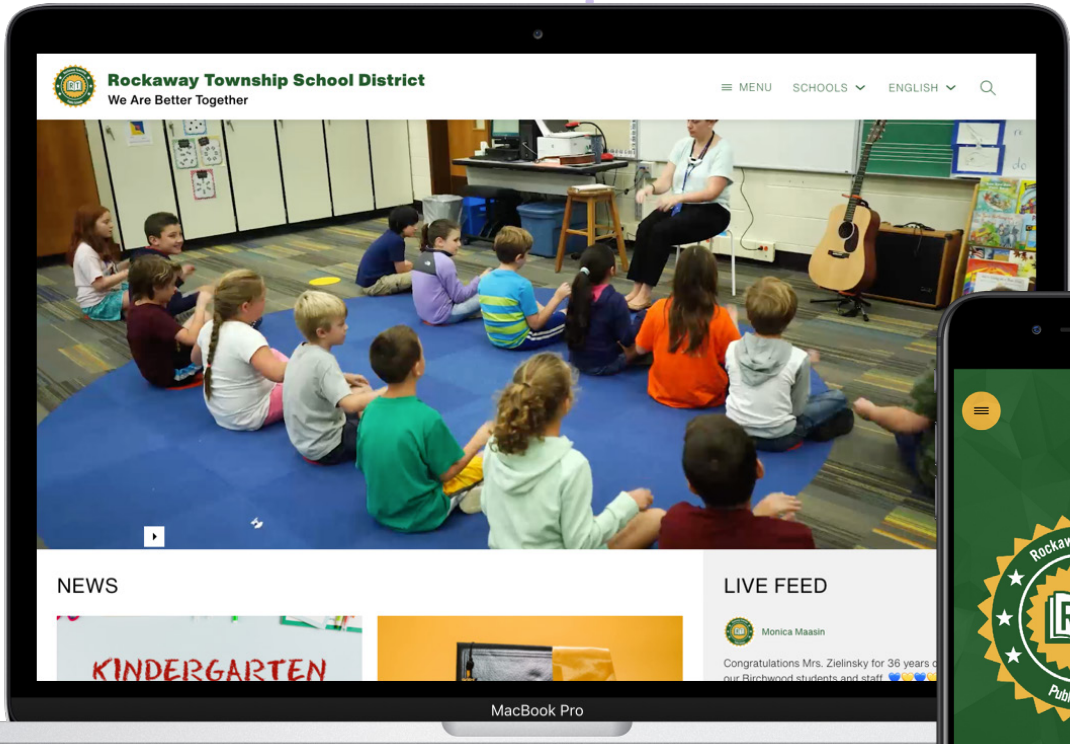 Rockaway Township School District
We Are Better Together
MENU
SCHOOLS
ENGLISH
do
NEWS
LIVE FEED
Monica Maasin
Congratulations Mrs. Zielinsky for 36 years
our Birchwood students and staff.
KINDERGARTEN
MacBook Pro